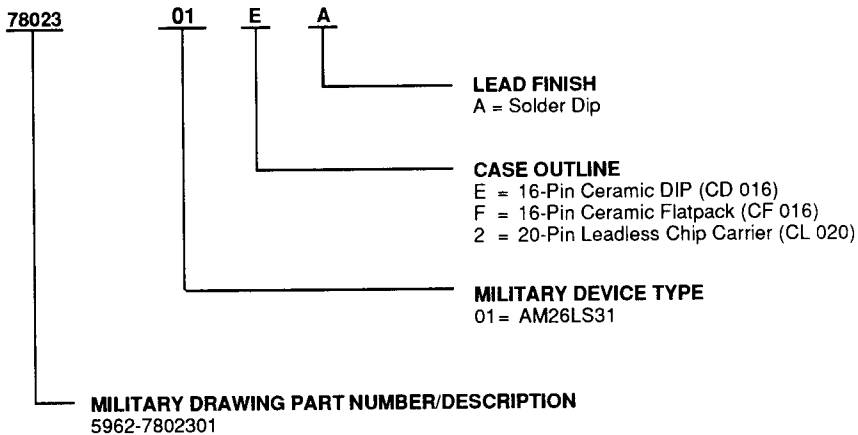 78023 01 E A
LEAD FINISH
A = Solder Dip
CASE OUTLINE
E = 16-Pin Ceramic DIP (CD 016)
F = 16-Pin Ceramic Flatpack (CF 016)
2 = 20-Pin Leadless Chip Carrier (CL 020)
MILITARY DEVICE TYPE
01= AM26LS31
MILITARY DRAWING PART NUMBER/DESCRIPTION
5962-7802301